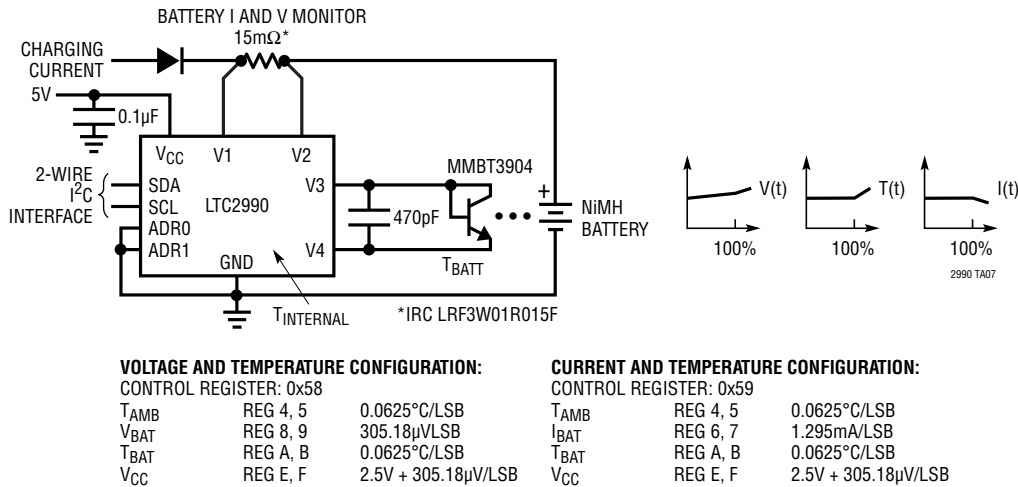 BATTERY I AND V MONITOR
15mΩ*
CHARGING
CURRENT
5V
0.1µF
VCC
V1
V2
2-WIRE
I2C
INTERFACE
SDA
SCL
ADR0
ADR1
LTC2990
GND
V3
V4
470pF
MMBT3904
TBATT
+
NiMH
BATTERY
TINTERNAL
*IRC LRF3W01R015F
V(t)
100%
T(t)
100%
I(t)
100%
2990 TA07
VOLTAGE AND TEMPERATURE CONFIGURATION:
CONTROL REGISTER: 0x58
TAMB REG 4, 5 0.0625°C/LSB
VBAT REG 8, 9 305.18µVLSB
TBAT REG A, B 0.0625°C/LSB
VCC REG E, F 2.5V + 305.18µV/LSB
CURRENT AND TEMPERATURE CONFIGURATION:
CONTROL REGISTER: 0x59
TAMB REG 4, 5 0.0625°C/LSB
IBAT REG 6, 7 1.295mA/LSB
TBAT REG A, B 0.0625°C/LSB
VCC REG E, F 2.5V + 305.18µV/LSB